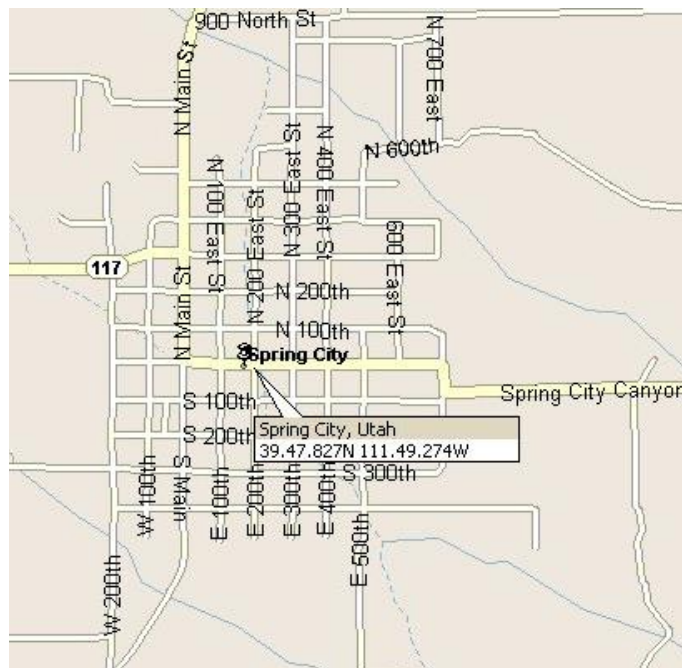 900 North St
N Main St
N 700 East
N 600th
N 400 East St
N 300 East St
N 100 East St
N 200 East St
600 East St
117
N Main St
N 200th
N 100th
Spring City
Spring City Canyon
S 100th
Spring City, Utah
39.47.827N 111.49.274W
S 200th
S 300th
S Main
W 100th
E 100th
E 200th
E 300th
E 400th
E 500th
W 200th